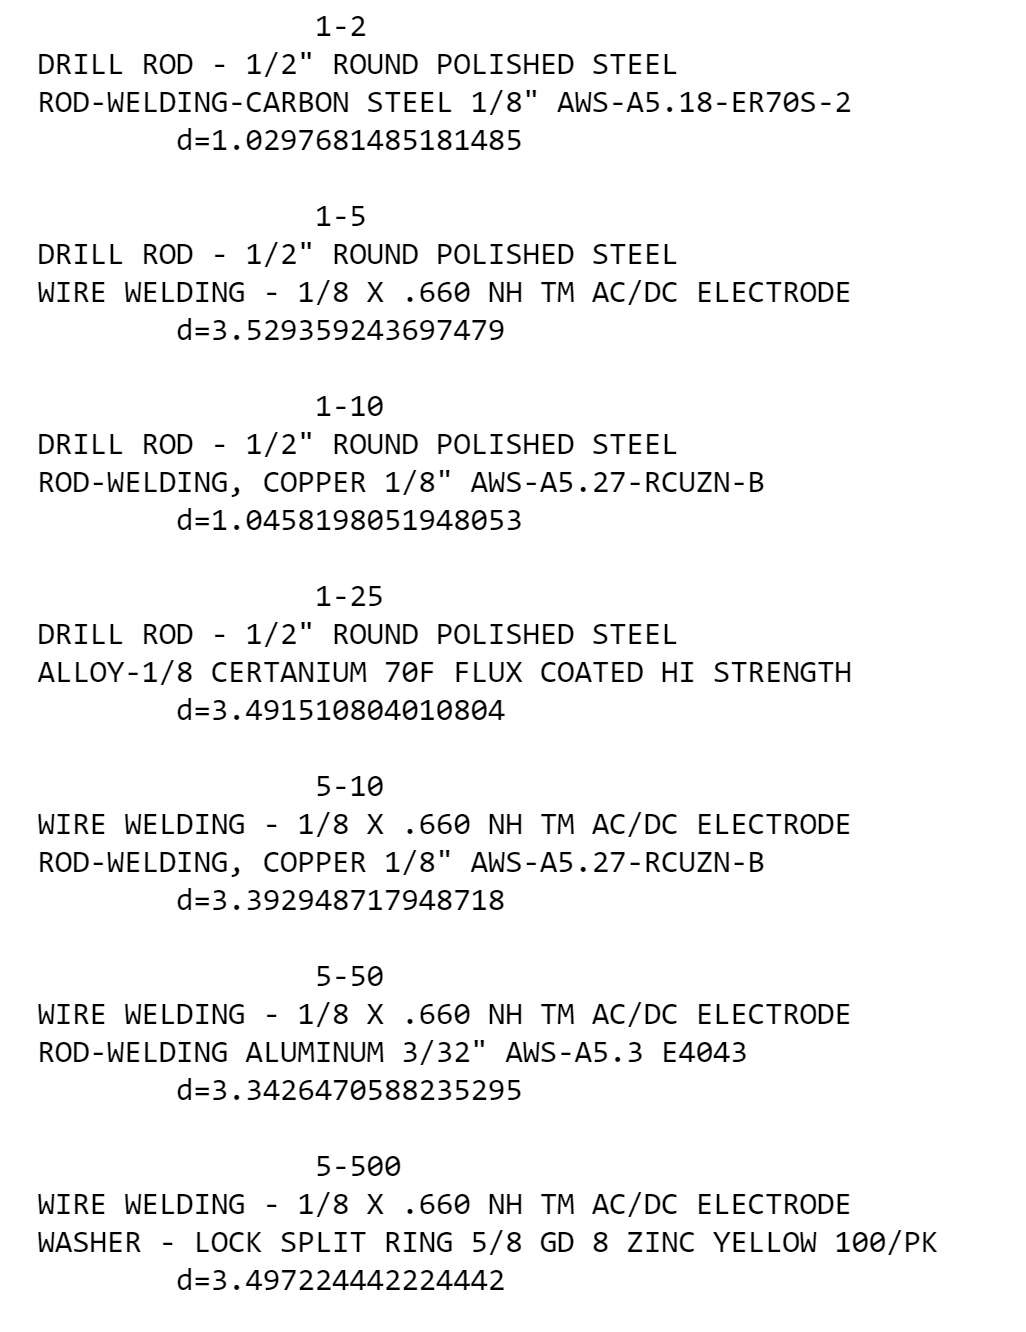 1-2
DRILL ROD - 1/2" ROUND POLISHED STEEL
ROD-WELDING-CARBON STEEL 1/8" AWS-A5.18-ER70S-2
d=1.0297681485181485
1-5
DRILL ROD - 1/2" ROUND POLISHED STEEL
WIRE WELDING - 1/8 X .660 NH TM AC/DC ELECTRODE
d=3.529359243697479
1-10
DRILL ROD - 1/2" ROUND POLISHED STEEL
ROD-WELDING, COPPER 1/8" AWS-A5.27-RCUZN-B
d=1.0458198051948053
1-25
DRILL ROD - 1/2" ROUND POLISHED STEEL
ALLOY-1/8 CERTANIUM 70F FLUX COATED HI STRENGTH
d=3.491510804010804
5-10
WIRE WELDING - 1/8 X .660 NH TM AC/DC ELECTRODE
ROD-WELDING, COPPER 1/8" AWS-A5.27-RCUZN-B
d=3.392948717948718
5-50
WIRE WELDING - 1/8 X .660 NH TM AC/DC ELECTRODE
ROD-WELDING ALUMINUM 3/32" AWS-A5.3 E4043
d=3.3426470588235295
5-500
WIRE WELDING - 1/8 X .660 NH TM AC/DC ELECTRODE
WASHER - LOCK SPLIT RING 5/8 GD 8 ZINC YELLOW 100/PK
d=3.497224442224442